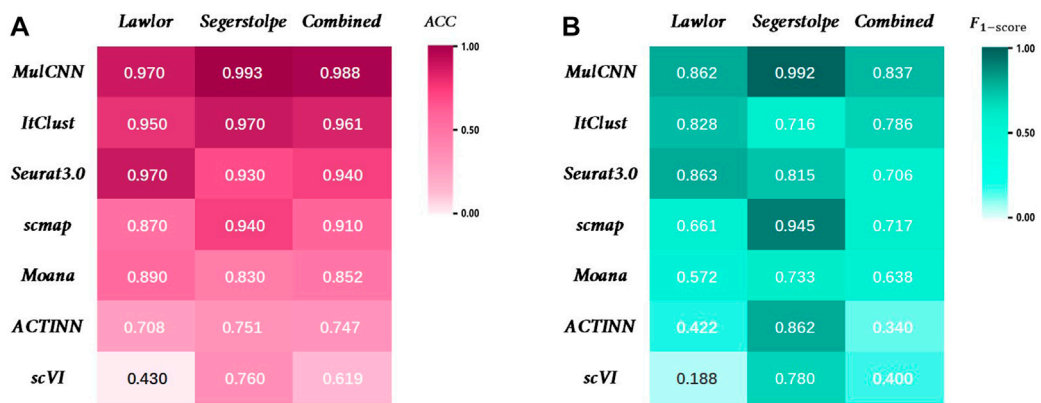 A
Lawlor Segerstolpe Combined
ACC
MulCNN 0.970 0.993 0.988
ItClust 0.950 0.970 0.961
Seurat3.0 0.970 0.930 0.940
scmap 0.870 0.940 0.910
Moana 0.890 0.830 0.852
ACTINN 0.708 0.751 0.747
scVI 0.430 0.760 0.619
1.00
0.50
0.00
B
Lawlor Segerstolpe Combined
F1−score
MulCNN 0.862 0.992 0.837
ItClust 0.828 0.716 0.786
Seurat3.0 0.863 0.815 0.706
scmap 0.661 0.945 0.717
Moana 0.572 0.733 0.638
ACTINN 0.422 0.862 0.340
scVI 0.188 0.780 0.400
1.00
0.50
0.00